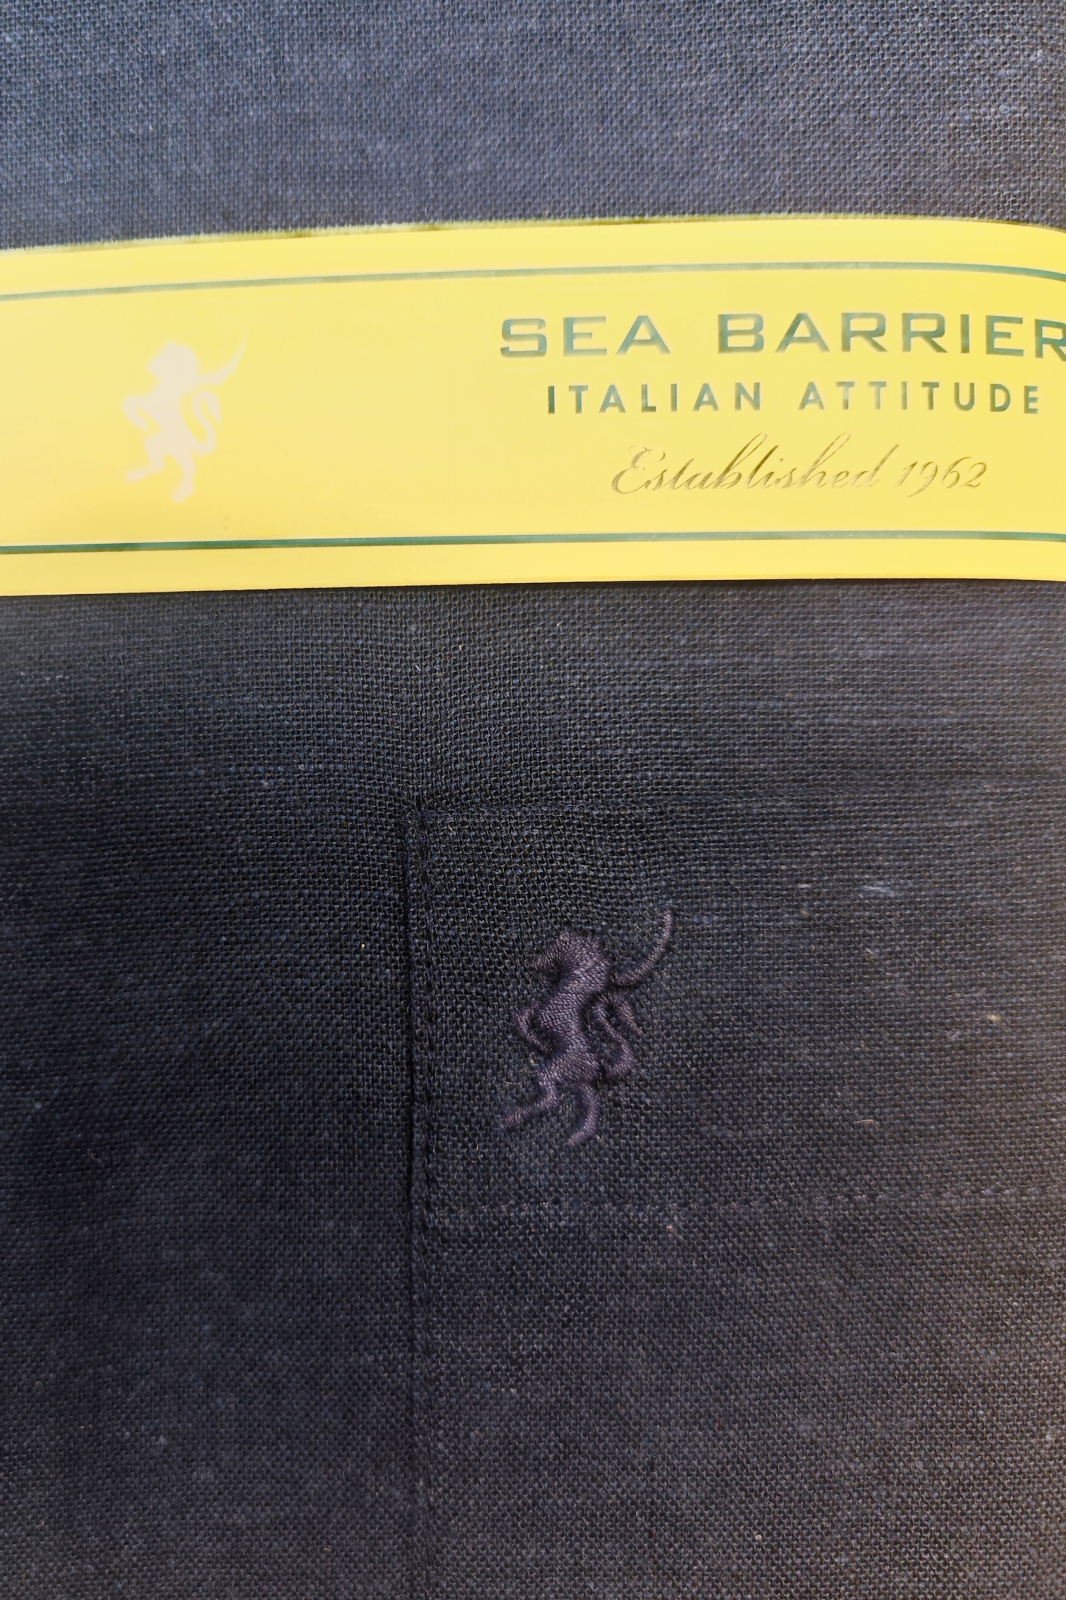 SEA BARRIER
ITALIAN ATTITUDE
Established 1962